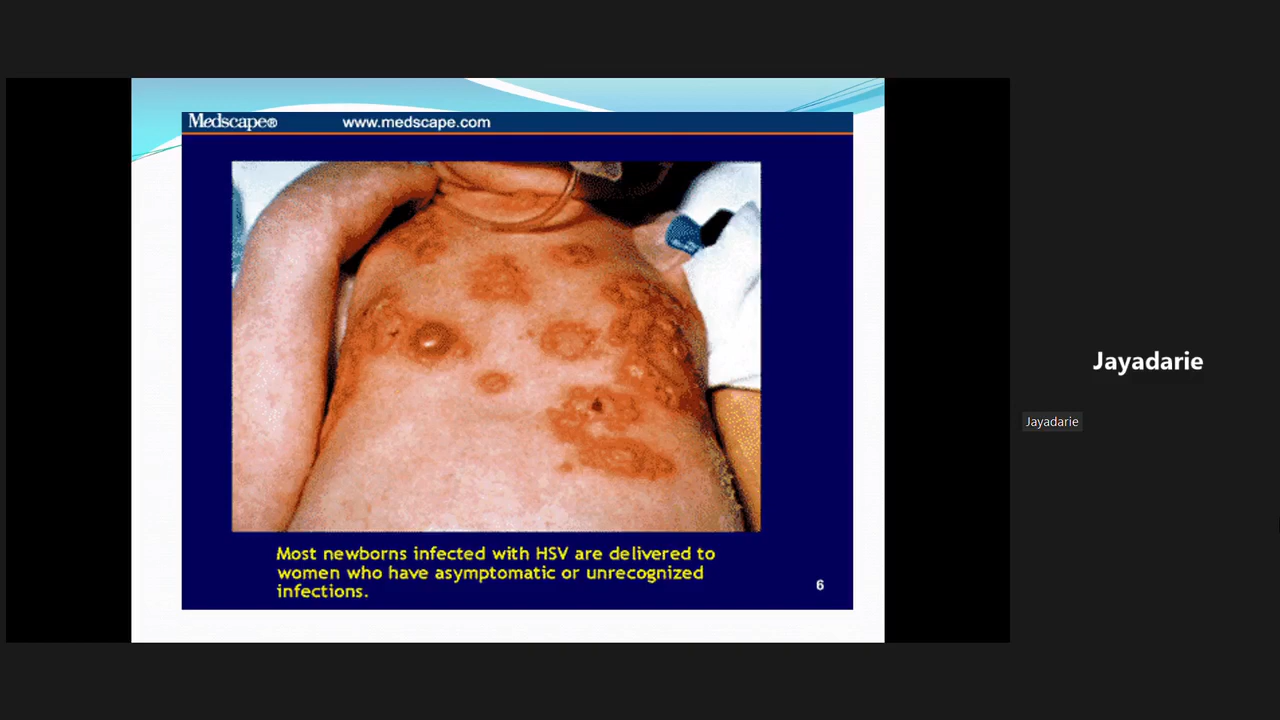 Medscape® www.medscape.com
Most newborns infected with HSV are delivered to
women who have asymptomatic or unrecognized
infections.
6
Jayadarie
Jayadarie